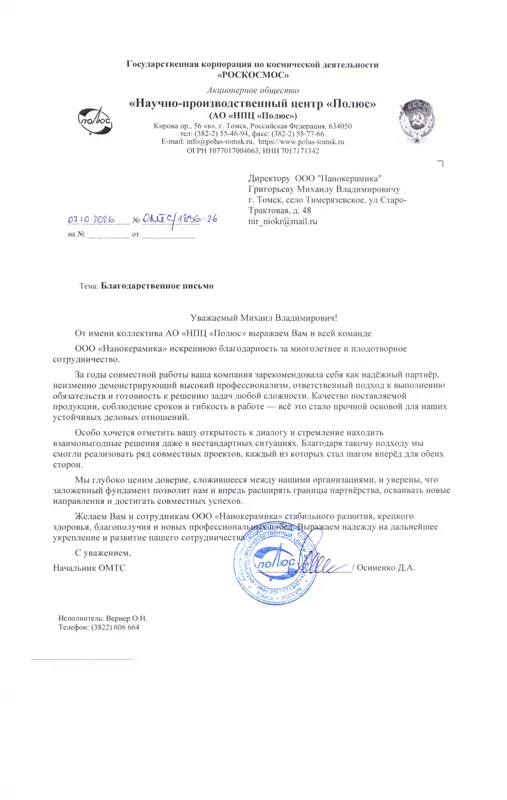 Государственная корпорация по космической деятельности
«РОСКОСМОС»
Акционерное общество
«Научно-производственный центр «Полюс»
(АО «НПЦ «Полюс»)
Кирова пр., 56 «в», г. Томск, Российская Федерация, 634050
тел: (382-2) 55-46-94, факс: (382-2) 55-77-66
E-mail: info@polus-tomsk.ru, https://www.polus-tomsk.ru
ОГРН 1077017004063, ИНН 7017171342
ПОЛЮС
Директору ООО "Нанокерамика"
Григорьеву Михаилу Владимировичу
г. Томск, село Тимерязевское, ул Старо-
Трактовая, д. 48
nir_niokr@mail.ru
07.10.2026 № ОМТС/1896-26
на № ____________ от ______________
Тема: Благодарственное письмо
Уважаемый Михаил Владимирович!
От имени коллектива АО «НПЦ «Полюс» выражаем Вам и всей команде
ООО «Нанокерамика» искреннюю благодарность за многолетнее и плодотворное
сотрудничество.
За годы совместной работы ваша компания зарекомендовала себя как надёжный партнёр,
неизменно демонстрирующий высокий профессионализм, ответственный подход к выполнению
обязательств и готовность к решению задач любой сложности. Качество поставляемой
продукции, соблюдение сроков и гибкость в работе — всё это стало прочной основой для наших
устойчивых деловых отношений.
Особо хочется отметить вашу открытость к диалогу и стремление находить
взаимовыгодные решения даже в нестандартных ситуациях. Благодаря такому подходу мы
смогли реализовать ряд совместных проектов, каждый из которых стал шагом вперёд для обеих
сторон.
Мы глубоко ценим доверие, сложившееся между нашими организациями, и уверены, что
заложенный фундамент позволит нам и впредь расширять границы партнёрства, осваивать новые
направления и достигать совместных успехов.
Желаем Вам и сотрудникам ООО «Нанокерамика» стабильного развития, крепкого
здоровья, благополучия и новых профессиональных побед. Выражаем надежду на дальнейшее
укрепление и развитие нашего сотрудничества.
С уважением,
Начальник ОМТС
/ Осиненко Д.А.
ПОЛЮС
Исполнитель: Вернер О.Н.
Телефон: (3822) 606 664